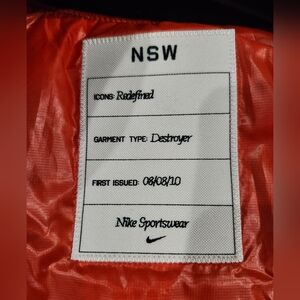 NSW
ICONS: Redefined
GARMENT TYPE: Destroyer
FIRST ISSUED: 08/08/10
Nike Sportswear